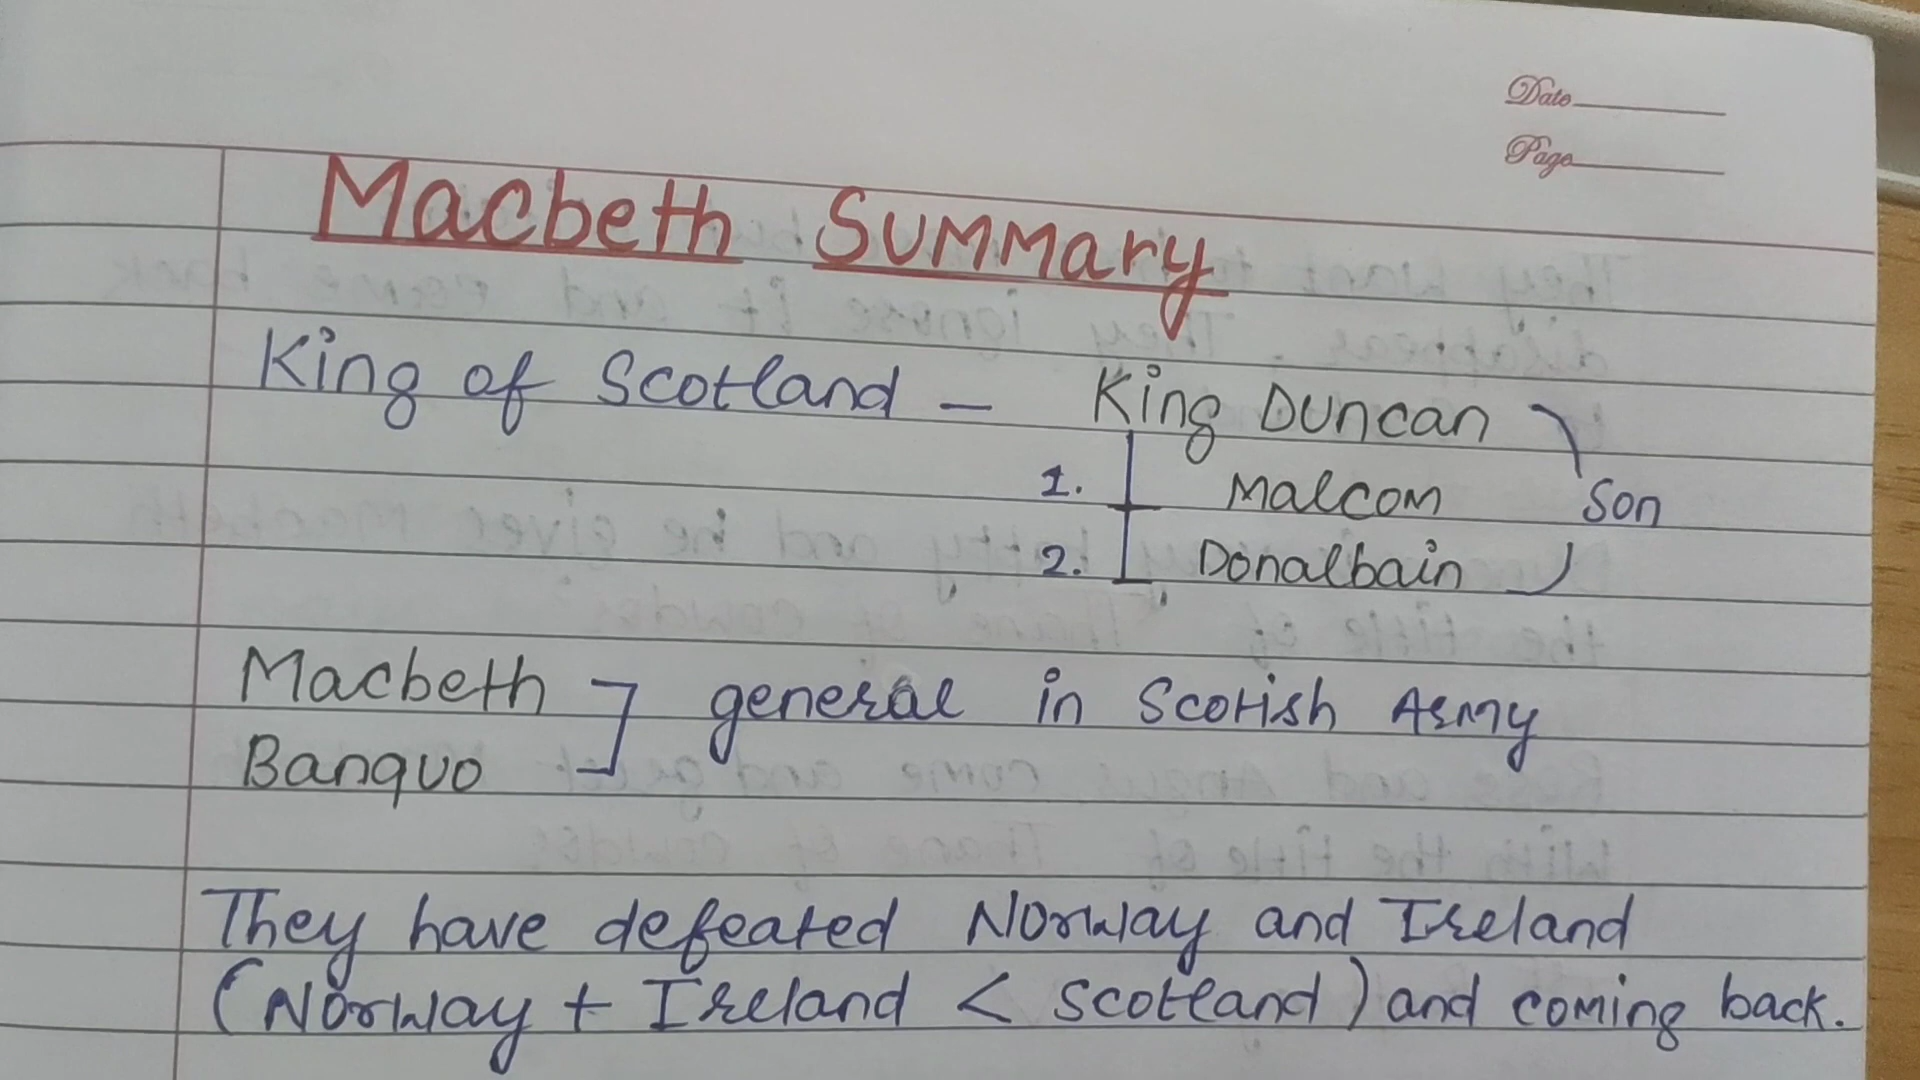 Date
Page
Macbeth Summary
King of Scotland - King Duncan
1. Malcom Son
2. Donalbain
Macbeth general in Scottish Army
Banquo
They have defeated Norway and Ireland
(Norway + Ireland < Scotland) and coming back.